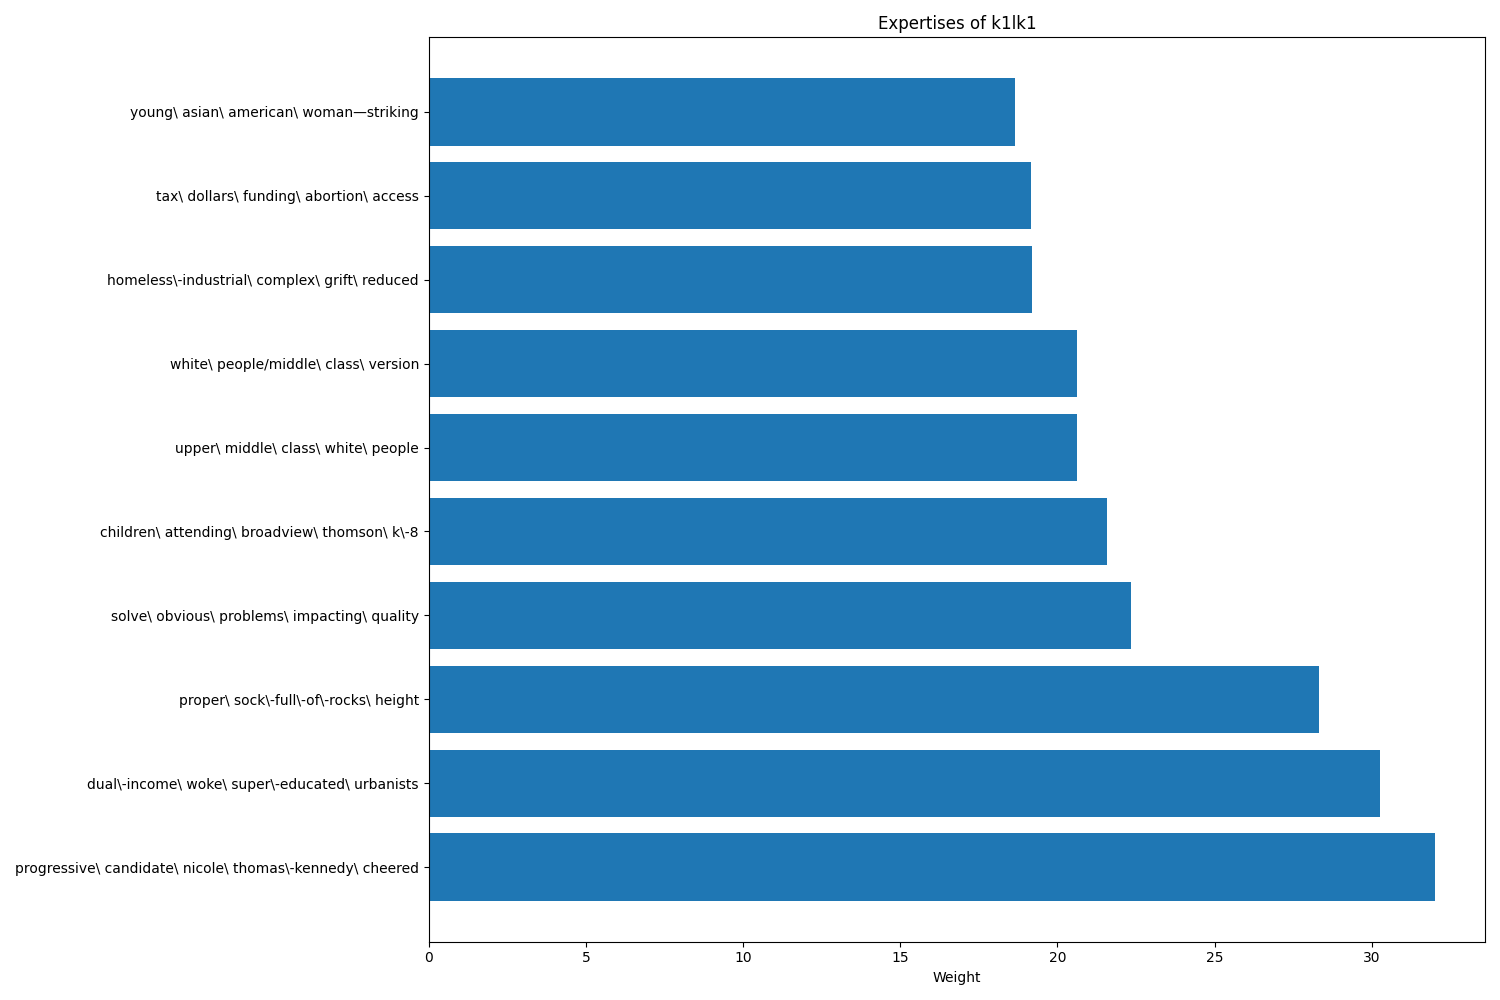 Expertises of k1lk1
young\ asian\ american\ woman—striking
tax\ dollars\ funding\ abortion\ access
homeless\-industrial\ complex\ grift\ reduced
white\ people/middle\ class\ version
upper\ middle\ class\ white\ people
children\ attending\ broadview\ thomson\ k\-8
solve\ obvious\ problems\ impacting\ quality
proper\ sock\-full\-of\-rocks\ height
dual\-income\ woke\ super\-educated\ urbanists
progressive\ candidate\ nicole\ thomas\-kennedy\ cheered
0 5 10 15 20 25 30
Weight